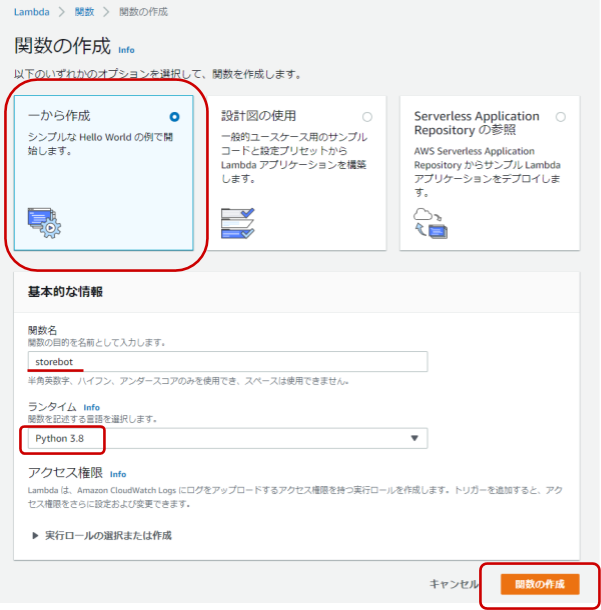 Lambda > 関数 > 関数の作成
関数の作成 Info
以下のいずれかのオプションを選択して、関数を作成します。
一から作成
シンプルな Hello World の例で開
始します。
設計図の使用
一般的ユースケース用のサンプル
コードと設定プリセットから
Lambda アプリケーションを構築
します。
Serverless Application
Repository の参照
AWS Serverless Application
Repository からサンプル Lambda
アプリケーションをデプロイしま
す。
基本的な情報
関数名
関数の目的を名前として入力します。
storebot
半角英数字、ハイフン、アンダースコアのみを使用でき、スペースは使用できません。
ランタイム Info
関数を記述する言語を選択します。
Python 3.8
アクセス権限 Info
Lambda は、Amazon CloudWatch Logs にログをアップロードするアクセス権限を持つ実行ロールを作成します。トリガーを追加すると、アク
セス権限をさらに設定および変更できます。
実行ロールの選択または作成
キャンセル
関数の作成